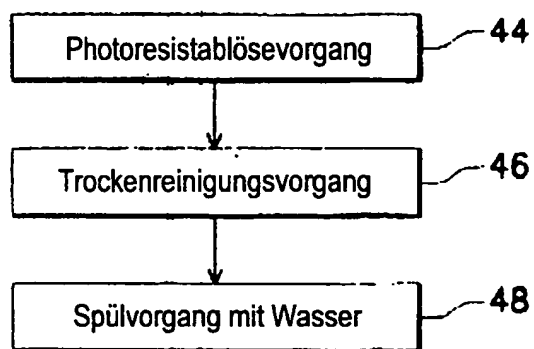 Photoresistablösevorgang 44
Trockenreinigungsvorgang 46
Spülvorgang mit Wasser 48